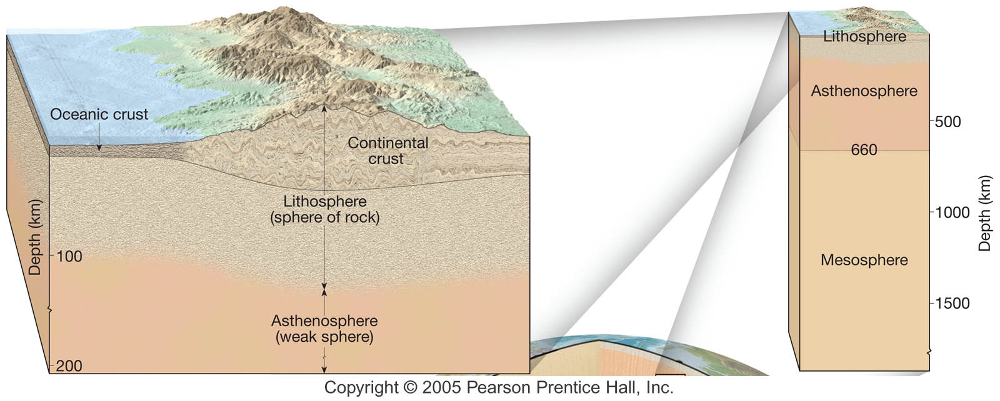 Oceanic crust
Continental
crust
Lithosphere
(sphere of rock)
Depth (km)
100
Asthenosphere
(weak sphere)
200
Lithosphere
Asthenosphere
500
660
1000
Depth (km)
Mesosphere
1500
Copyright © 2005 Pearson Prentice Hall, Inc.